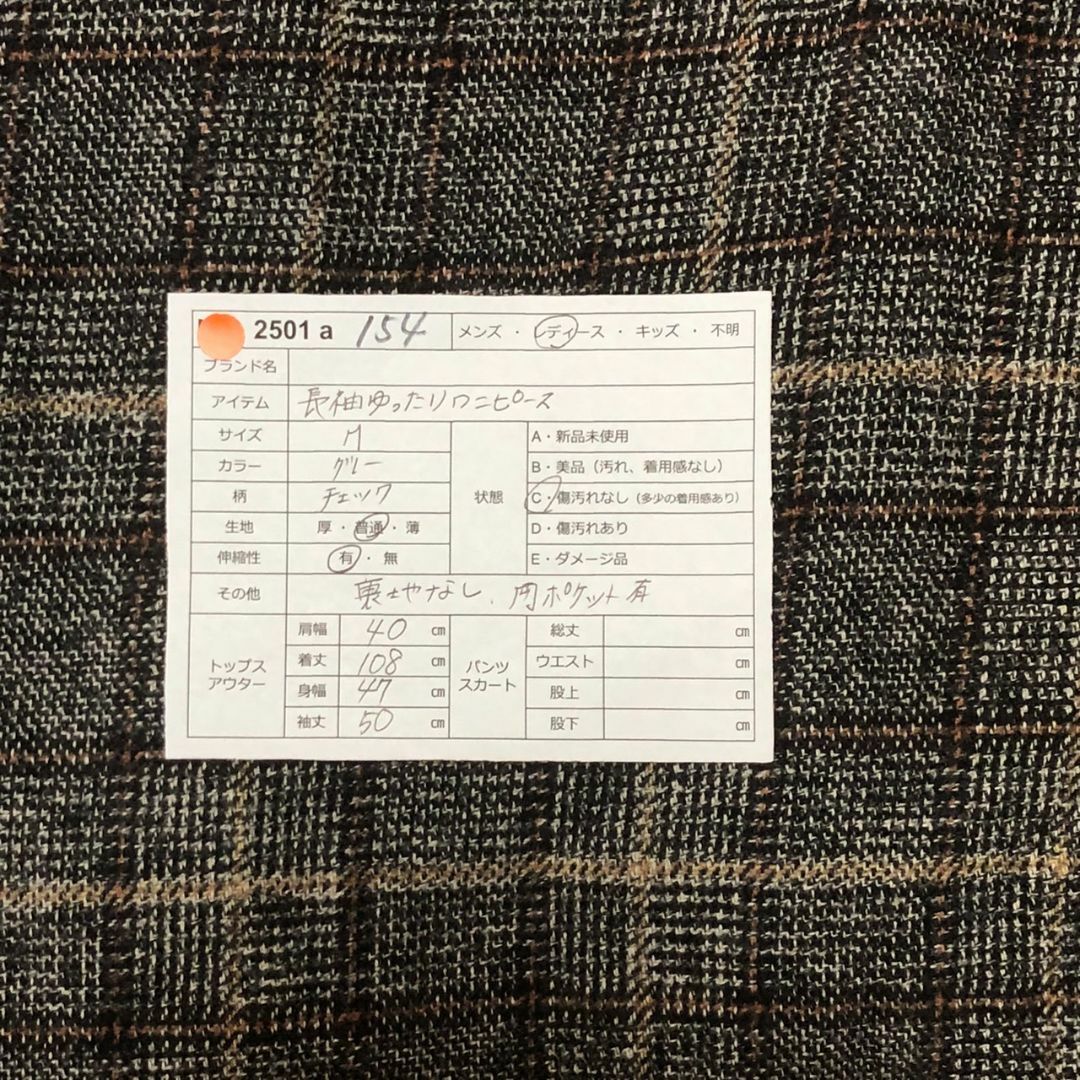 2501 a 154 メンズ ・ レディース ・ キッズ ・ 不明
ブランド名
アイテム 長袖ゆったりワンピース
サイズ M
カラー グレー
柄 チェック
生地 厚・普通・薄
伸縮性 有・無
状態
A・新品未使用
B・美品（汚れ、着用感なし）
C・傷汚れなし（多少の着用感あり）
D・傷汚れあり
E・ダメージ品
その他 裏地なし、両ポケット有
トップス
アウター
肩幅 40 ㎝
着丈 108 ㎝
身幅 47 ㎝
袖丈 50 ㎝
パンツ
スカート
総丈 ㎝
ウエスト ㎝
股上 ㎝
股下 ㎝